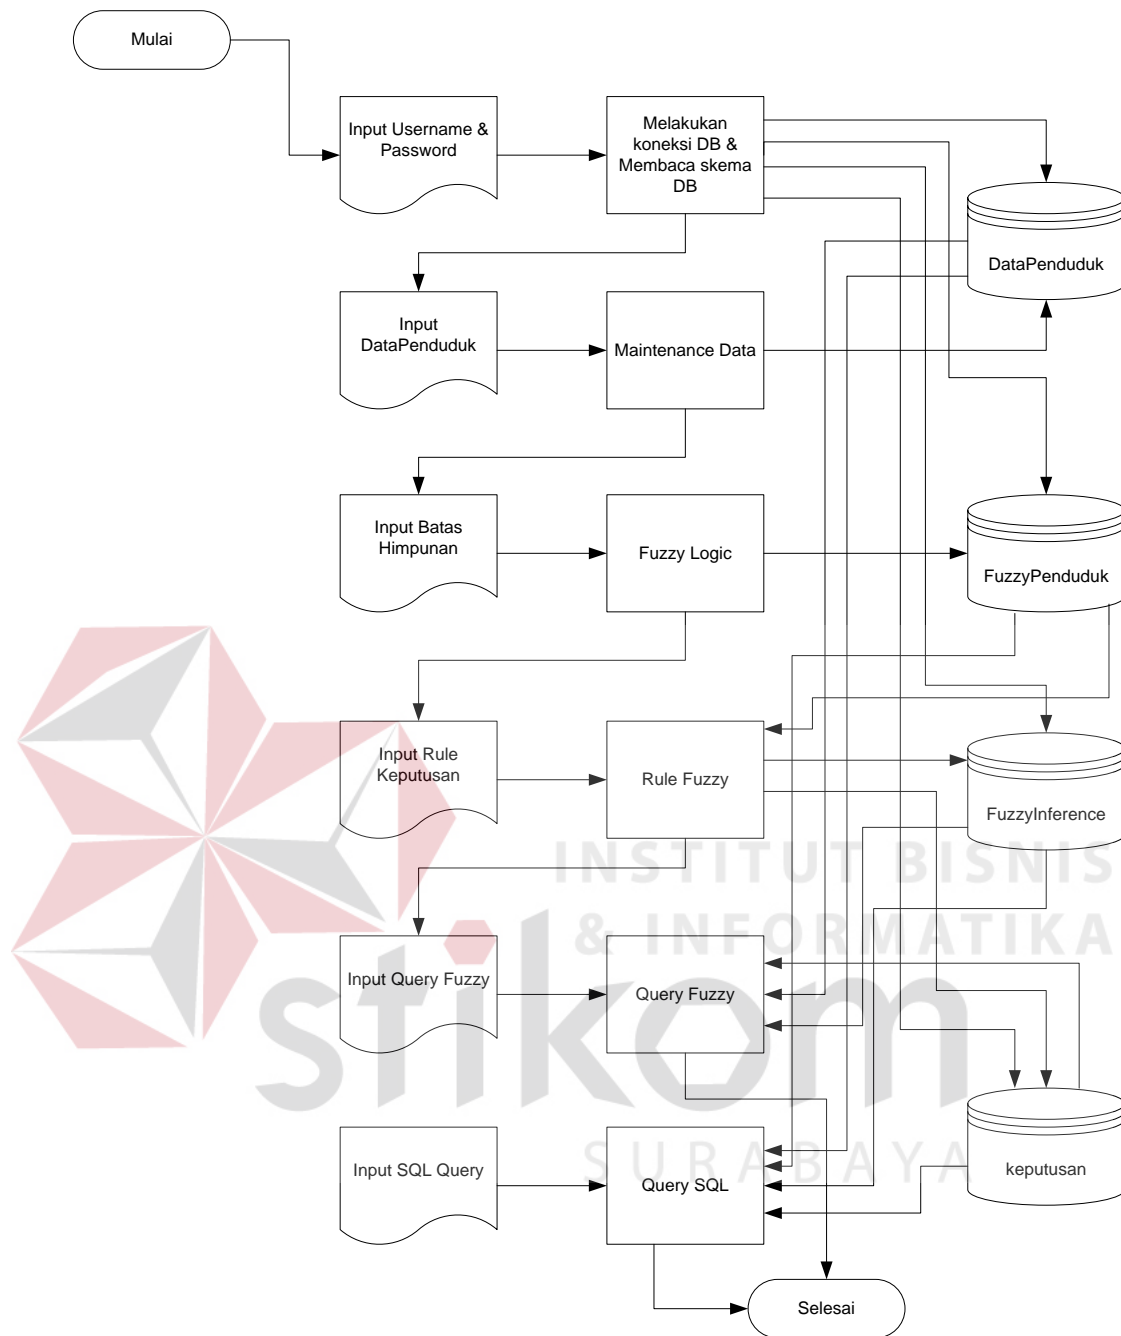 Mulai
Input Username &
Password
Melakukan
koneksi DB &
Membaca skema
DB
DataPenduduk
Input
DataPenduduk
Maintenance Data
Input Batas
Himpunan
Fuzzy Logic
FuzzyPenduduk
Input Rule
Keputusan
Rule Fuzzy
FuzzyInference
INSTITUT BISNIS
& INFORMATIKA
stikom
SURABAYA
Input Query Fuzzy
Query Fuzzy
Input SQL Query
Query SQL
keputusan
Selesai